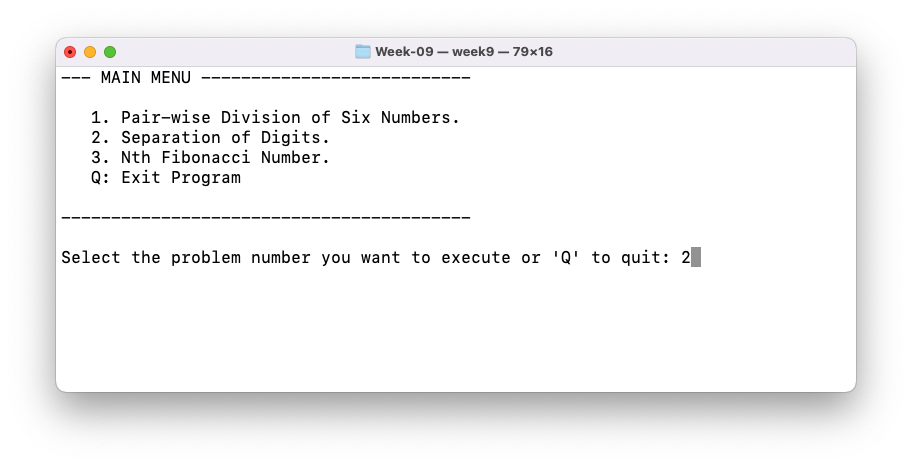 Week-09 — week9 — 79×16
--- MAIN MENU ---------------------------
1. Pair-wise Division of Six Numbers.
2. Separation of Digits.
3. Nth Fibonacci Number.
Q: Exit Program
-----------------------------------------
Select the problem number you want to execute or 'Q' to quit: 2